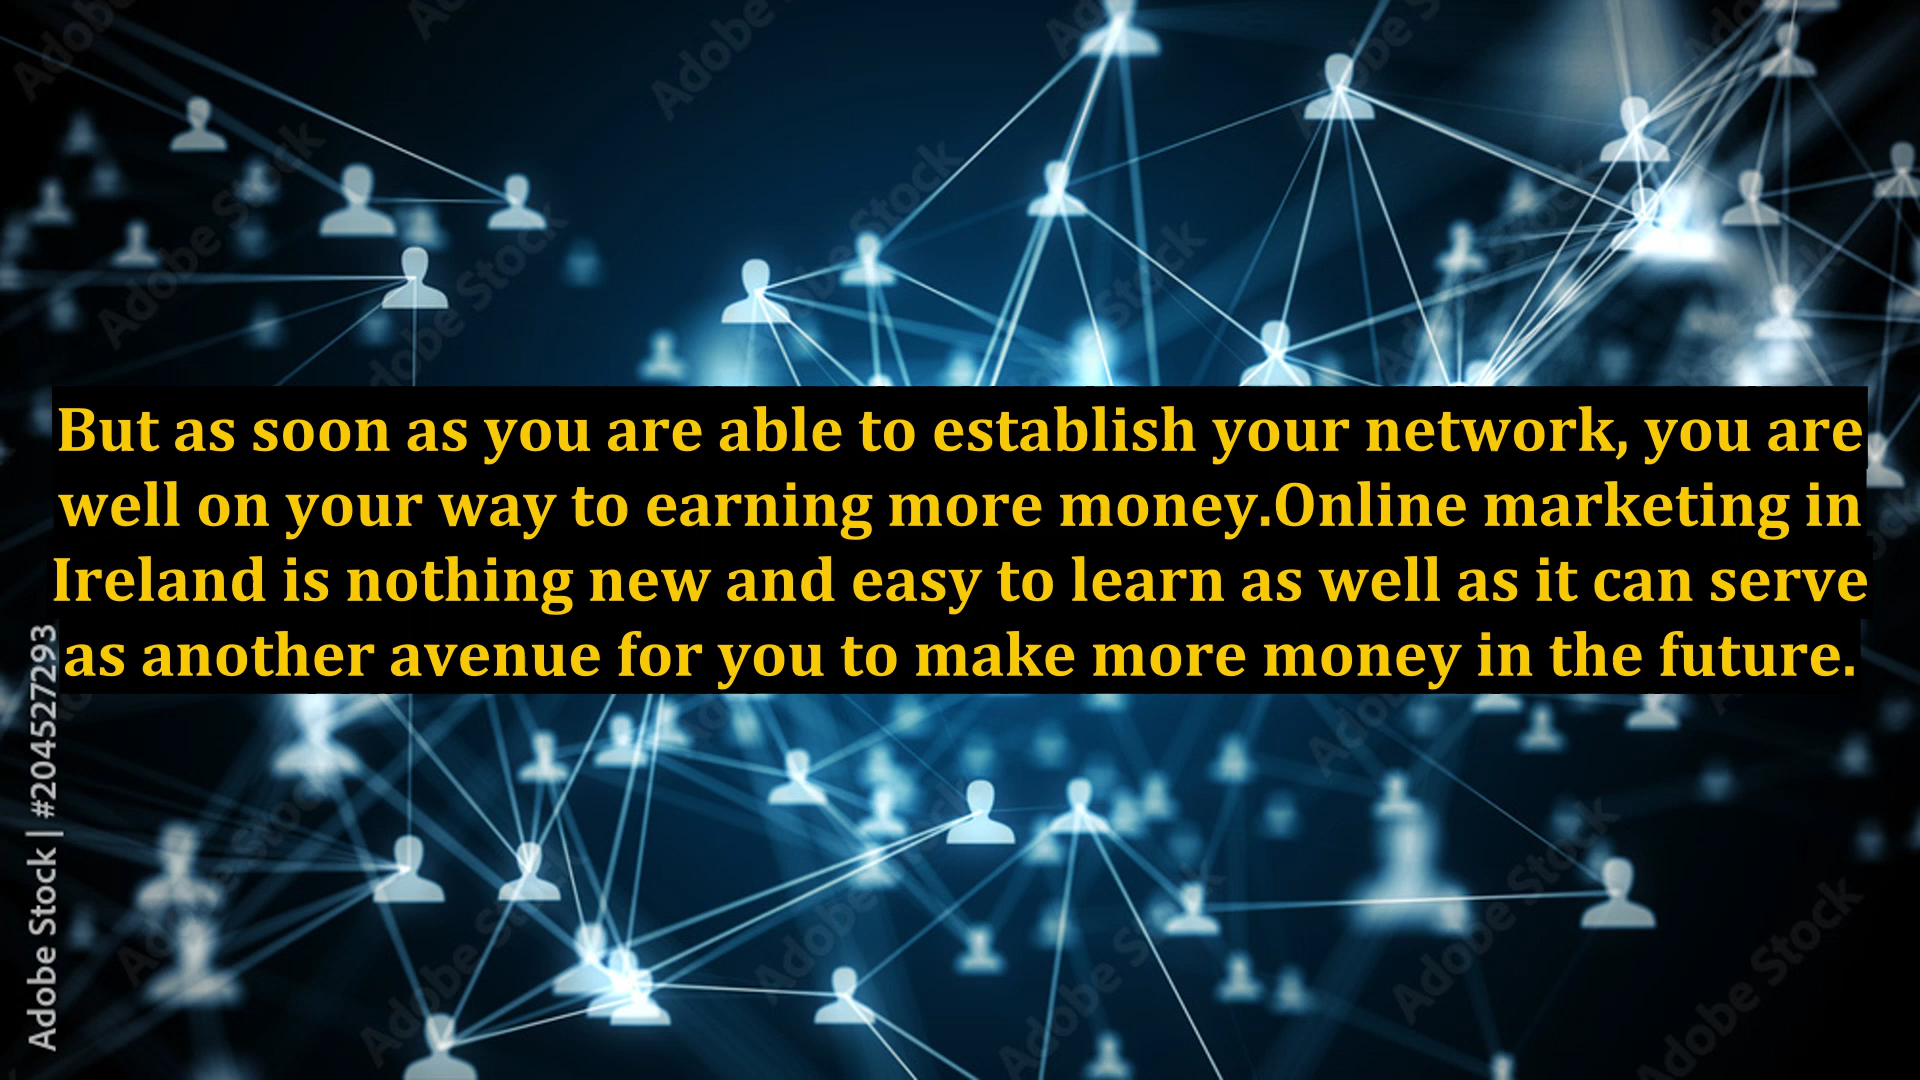 But as soon as you are able to establish your network, you are
well on your way to earning more money.Online marketing in
Ireland is nothing new and easy to learn as well as it can serve
as another avenue for you to make more money in the future.
Adobe Stock | #204527293
Adobe Stock